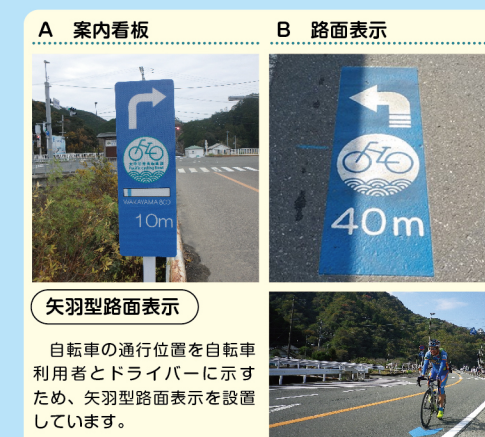 A 案内看板
B 路面表示
WAKAYAMA 800
10m
40m
矢羽型路面表示
自転車の通行位置を自転車
利用者とドライバーに示す
ため、矢羽型路面表示を設置
しています。